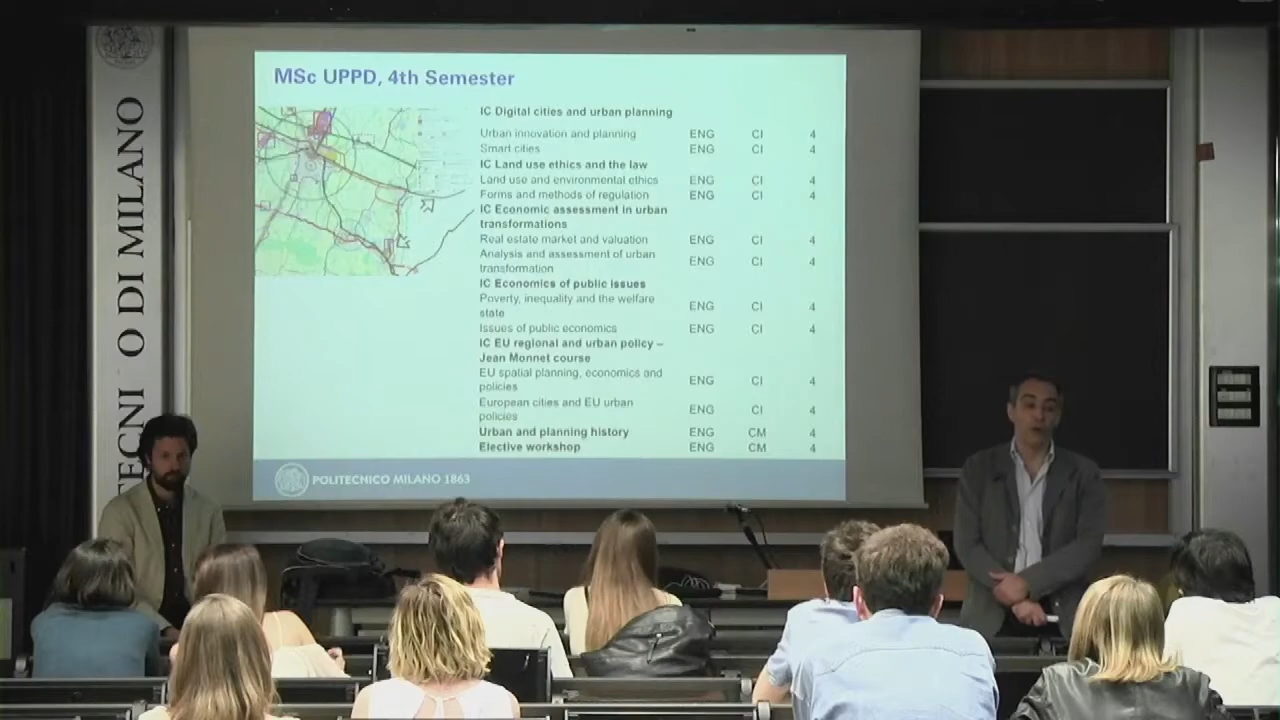 MSc UPPD, 4th Semester
IC Digital cities and urban planning
Urban innovation and planning ENG CI 4
Smart cities ENG CI 4
IC Land use ethics and the law
Land use and environmental ethics ENG CI 4
Forms and methods of regulation ENG CI 4
IC Economic assessment in urban
transformations
Real estate market and valuation ENG CI 4
Analysis and assessment of urban
transformation ENG CI 4
IC Economics of public issues
Poverty, inequality and the welfare
state ENG CI 4
Issues of public economics ENG CI 4
IC EU regional and urban policy –
Jean Monnet course
EU spatial planning, economics and
policies ENG CI 4
European cities and EU urban
policies ENG CI 4
Urban and planning history ENG CM 4
Elective workshop ENG CM 4
POLITECNICO MILANO 1863
TECNI O DI MILANO